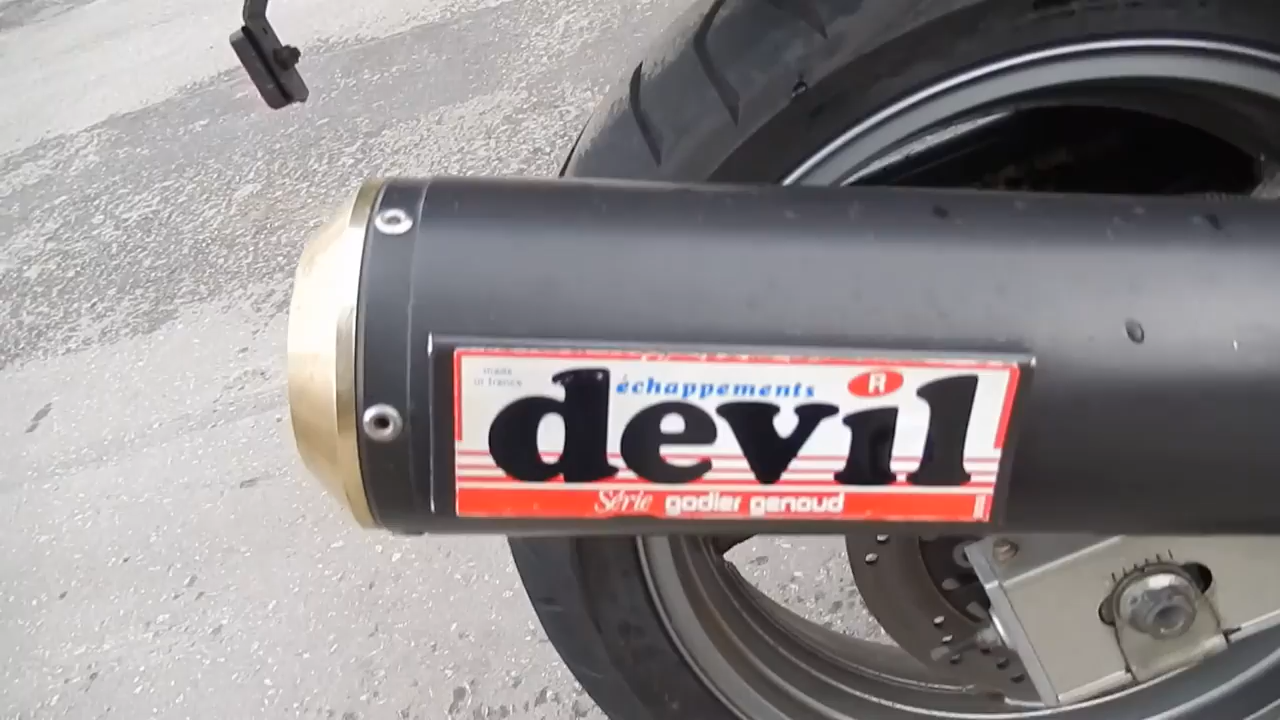 made
in france
échappements
R
devil
Série godier genoud